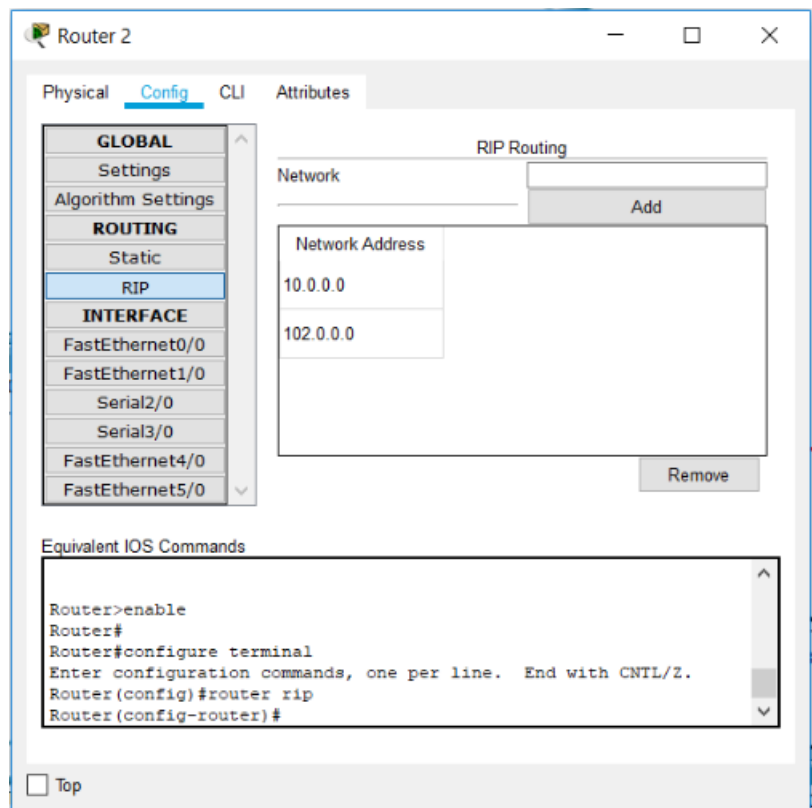 Router 2
Physical Config CLI Attributes
GLOBAL
Settings
Algorithm Settings
ROUTING
Static
RIP
INTERFACE
FastEthernet0/0
FastEthernet1/0
Serial2/0
Serial3/0
FastEthernet4/0
FastEthernet5/0
RIP Routing
Network
Add
Network Address
10.0.0.0
102.0.0.0
Remove
Equivalent IOS Commands
Router>enable
Router#
Router#configure terminal
Enter configuration commands, one per line.  End with CNTL/Z.
Router(config)#router rip
Router(config-router)#
Top